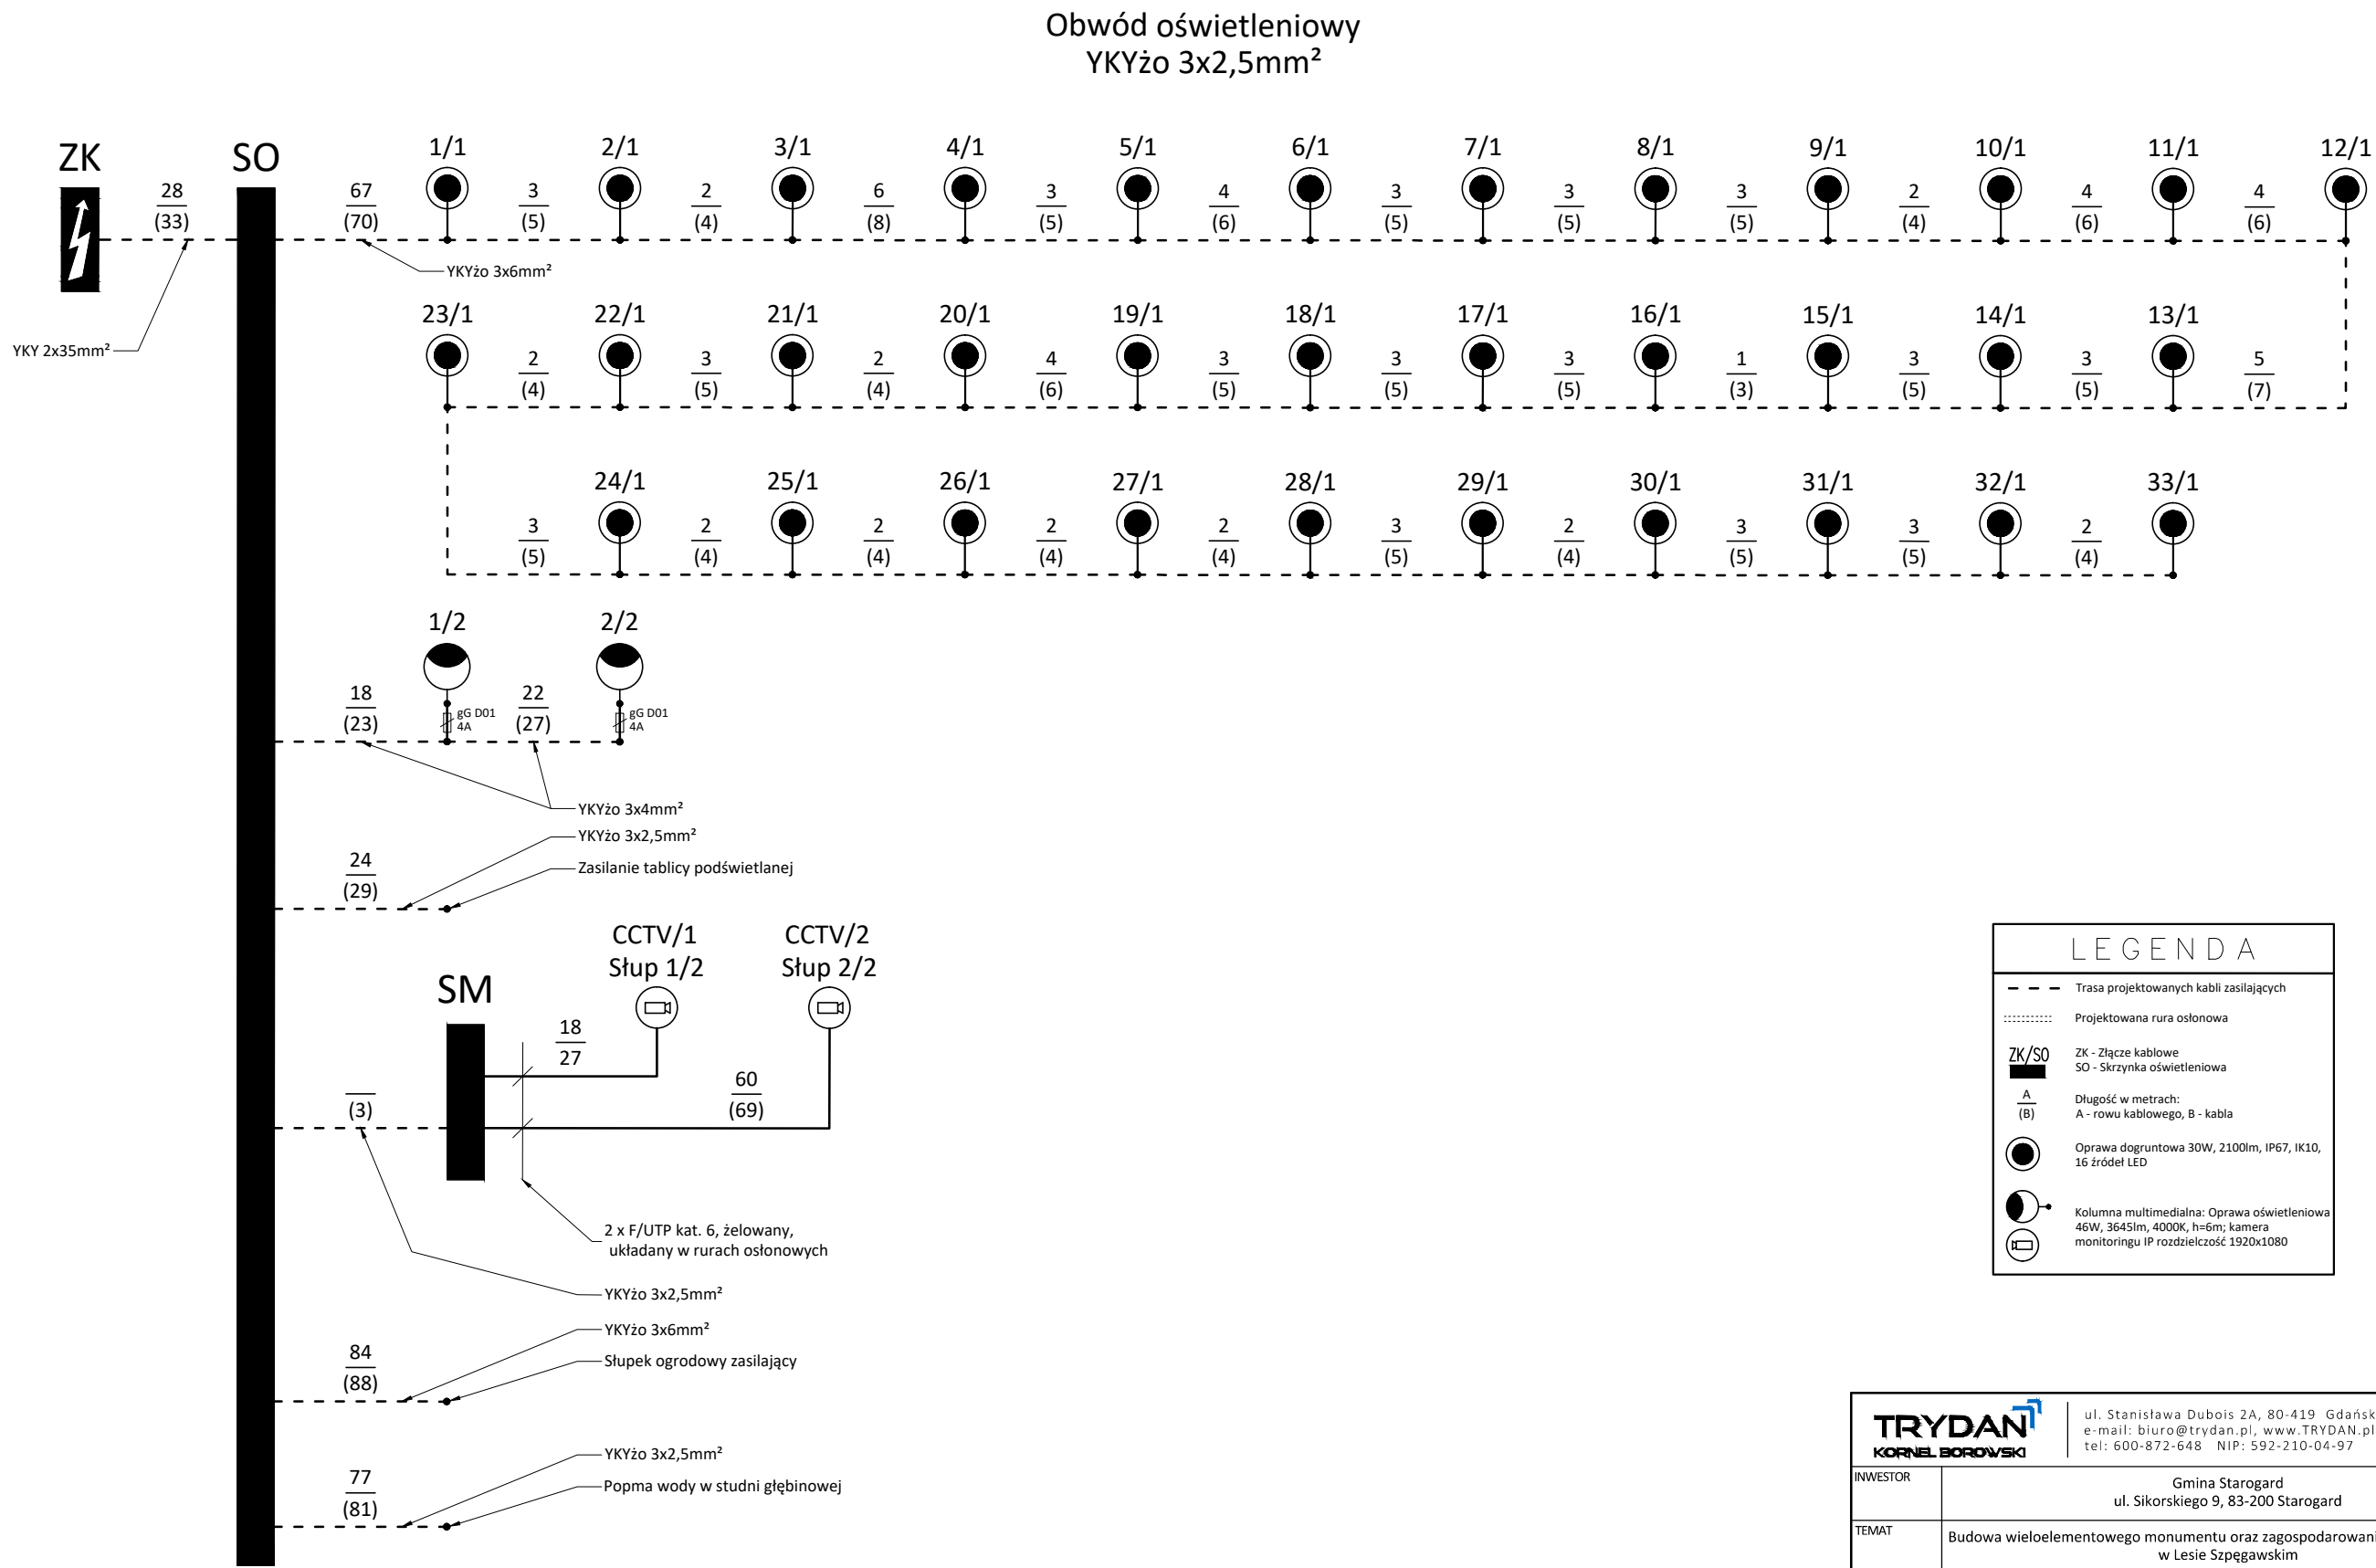 Obwód oświetleniowy
YKYżo 3x2,5mm²
ZK
SO
28
(33)
YKY 2x35mm²
67
(70)
YKYżo 3x6mm²
1/1 2/1 3/1 4/1 5/1 6/1 7/1 8/1 9/1 10/1 11/1 12/1
3 2 6 3 4 3 3 3 2 4 4
(5) (4) (8) (5) (6) (5) (5) (5) (4) (6) (6)
23/1 22/1 21/1 20/1 19/1 18/1 17/1 16/1 15/1 14/1 13/1
2 3 2 4 3 3 3 1 3 3 5
(4) (5) (4) (6) (5) (5) (5) (3) (5) (5) (7)
24/1 25/1 26/1 27/1 28/1 29/1 30/1 31/1 32/1 33/1
3 2 2 2 2 3 2 3 3 2
(5) (4) (4) (4) (4) (5) (4) (5) (5) (4)
1/2 2/2
18 22
(23) (27)
gG D01
4A
gG D01
4A
YKYżo 3x4mm²
YKYżo 3x2,5mm²
24
(29)
Zasilanie tablicy podświetlanej
CCTV/1
Słup 1/2
CCTV/2
Słup 2/2
SM
18
27
60
(69)
(3)
2 x F/UTP kat. 6, żelowany,
układany w rurach osłonowych
YKYżo 3x2,5mm²
YKYżo 3x6mm²
84
(88)
Słupek ogrodowy zasilający
YKYżo 3x2,5mm²
77
(81)
Popma wody w studni głębinowej
LEGENDA
Trasa projektowanych kabli zasilających
Projektowana rura osłonowa
ZK/SO
ZK - Złącze kablowe
SO - Skrzynka oświetleniowa
A
(B)
Długość w metrach:
A - rowu kablowego, B - kabla
Oprawa dogruntowa 30W, 2100lm, IP67, IK10,
16 źródeł LED
Kolumna multimedialna: Oprawa oświetleniowa
46W, 3645lm, 4000K, h=6m; kamera
monitoringu IP rozdzielczość 1920x1080
TRYDAN
KORNEL BOROWSKI
ul. Stanisława Dubois 2A, 80-419 Gdańsk
e-mail: biuro@trydan.pl, www.TRYDAN.pl
tel: 600-872-648 NIP: 592-210-04-97
INWESTOR
Gmina Starogard
ul. Sikorskiego 9, 83-200 Starogard
TEMAT
Budowa wieloelementowego monumentu oraz zagospodarowani
w Lesie Szpęgawskim